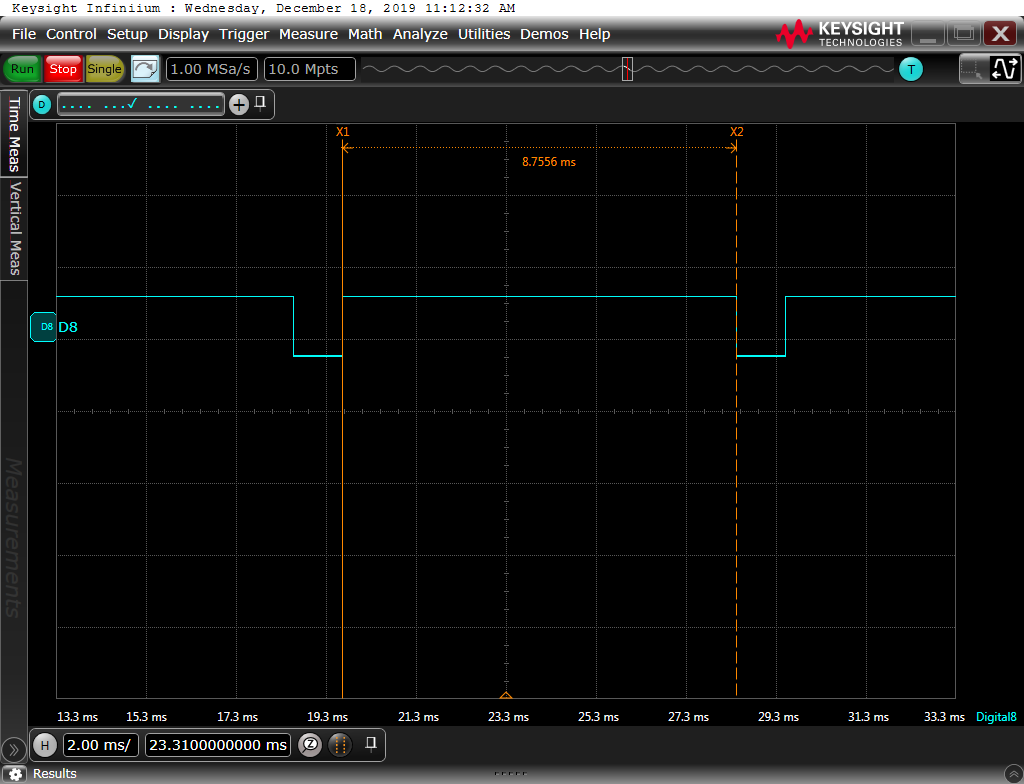 Keysight Infiniium : Wednesday, December 18, 2019 11:12:32 AM
File Control Setup Display Trigger Measure Math Analyze Utilities Demos Help
KEYSIGHT
TECHNOLOGIES
Run Stop Single 1.00 MSa/s 10.0 Mpts T
D
Time Meas
Vertical Meas
Measurements
X1 X2
8.7556 ms
D8 D8
13.3 ms 15.3 ms 17.3 ms 19.3 ms 21.3 ms 23.3 ms 25.3 ms 27.3 ms 29.3 ms 31.3 ms 33.3 ms Digital8
H 2.00 ms/ 23.3100000000 ms Z
Results